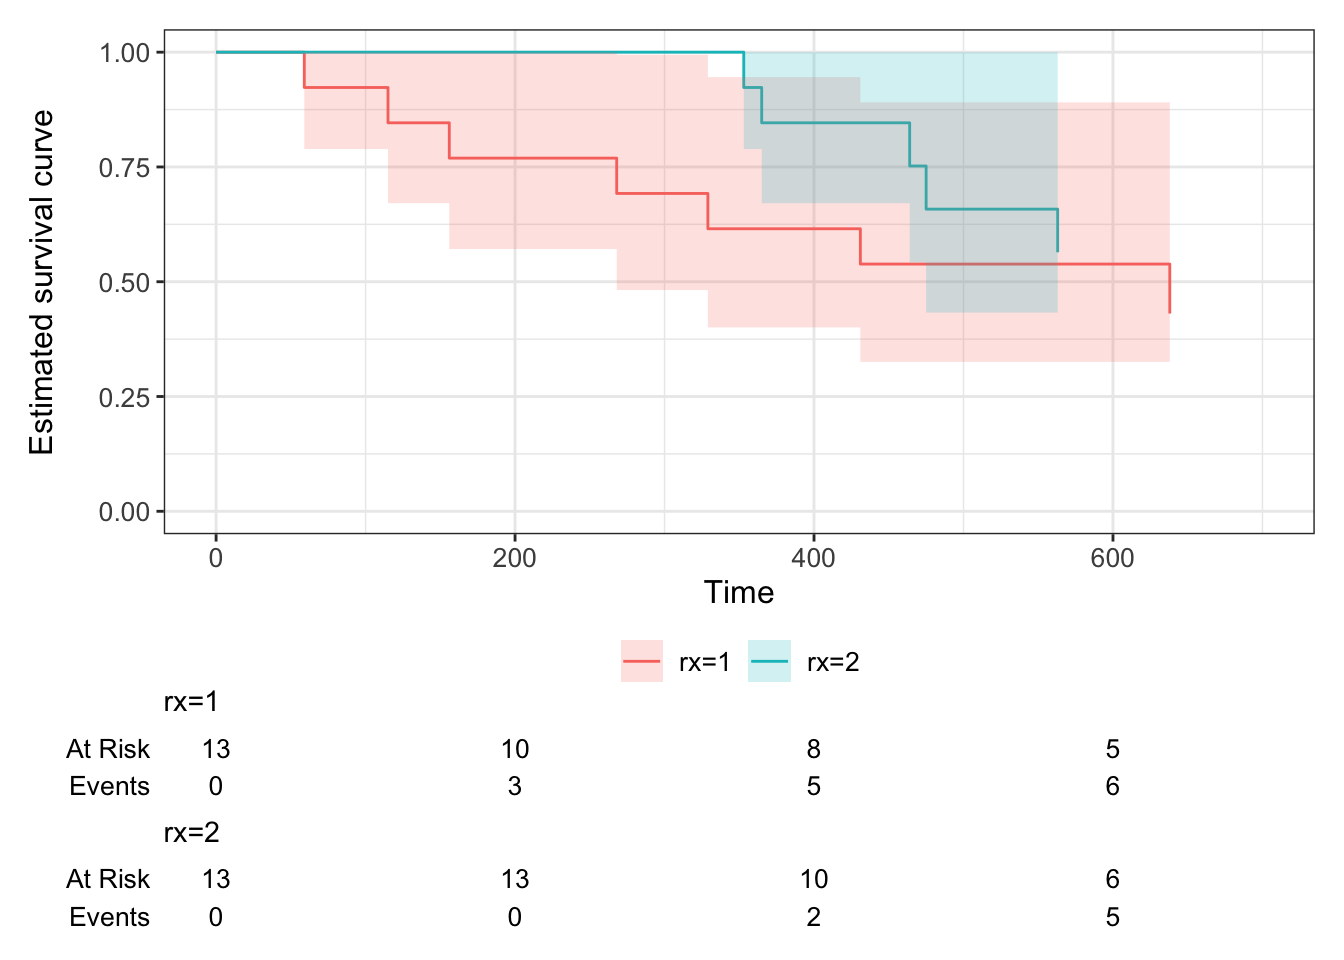 Estimated survival curve
1.00
0.75
0.50
0.25
0.00
0 200 400 600
Time
rx=1 rx=2
rx=1
At Risk 13 10 8 5
Events 0 3 5 6
rx=2
At Risk 13 13 10 6
Events 0 0 2 5